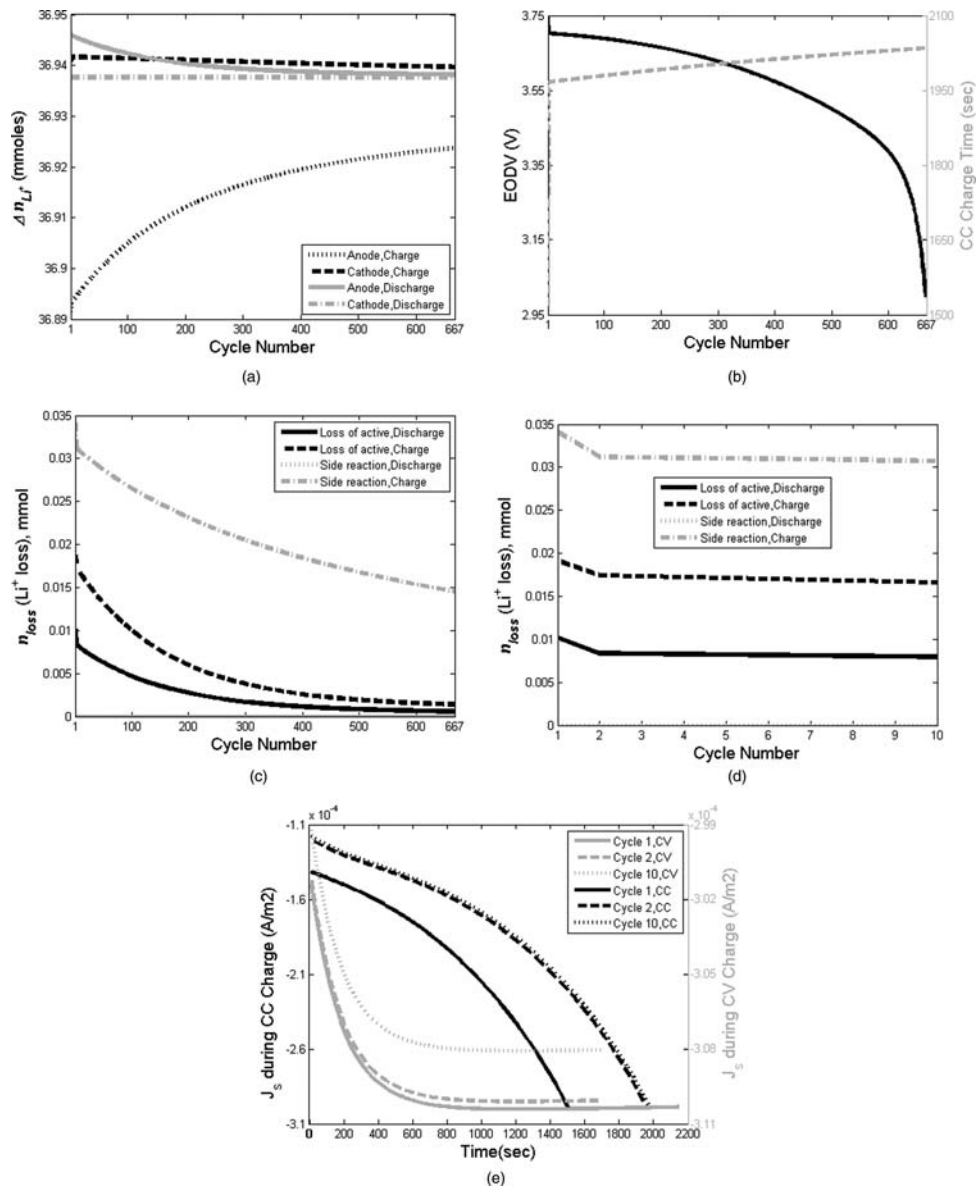 36.95
36.94
36.93
36.92
36.91
36.9
36.89
Δ n_Li+ (mmoles)
Anode,Charge
Cathode,Charge
Anode,Discharge
Cathode,Discharge
1 100 200 300 400 500 600 667
Cycle Number
(a)
3.75
3.55
3.35
3.15
2.95
EODV (V)
2100
1950
1800
1650
1500
CC Charge Time (sec)
1 100 200 300 400 500 600 667
Cycle Number
(b)
0.035
0.03
0.025
0.02
0.015
0.01
0.005
0
n_loss (Li+ loss), mmol
Loss of active,Discharge
Loss of active,Charge
Side reaction,Discharge
Side reaction,Charge
1 100 200 300 400 500 600 667
Cycle Number
(c)
0.035
0.03
0.025
0.02
0.015
0.01
0.005
0
n_loss (Li+ loss), mmol
Loss of active,Discharge
Loss of active,Charge
Side reaction,Discharge
Side reaction,Charge
1 2 3 4 5 6 7 8 9 10
Cycle Number
(d)
x 10^-4
x 10^-4
-1.1
-1.6
-2.1
-2.6
-3.1
J_s during CC Charge (A/m2)
Cycle 1,CV
Cycle 2,CV
Cycle 10,CV
Cycle 1,CC
Cycle 2,CC
Cycle 10,CC
-2.99
-3.02
-3.05
-3.08
-3.11
J_s during CV Charge (A/m2)
0 200 400 600 800 1000 1200 1400 1600 1800 2000 2200
Time(sec)
(e)